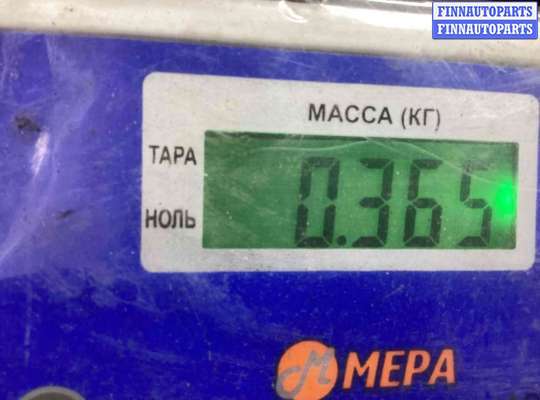 FINNAUTOPARTS
FINNAUTOPARTS
МАССА (КГ)
ТАРА
0.365
НОЛЬ
М МЕРА